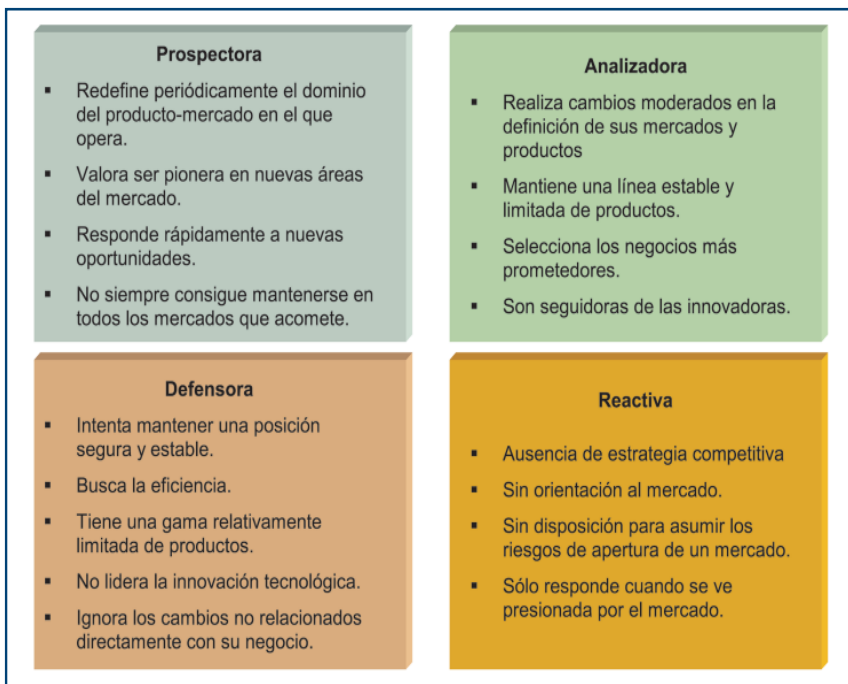 Prospectora
▪ Redefine periódicamente el dominio
del producto-mercado en el que
opera.
▪ Valora ser pionera en nuevas áreas
del mercado.
▪ Responde rápidamente a nuevas
oportunidades.
▪ No siempre consigue mantenerse en
todos los mercados que acomete.
Analizadora
▪ Realiza cambios moderados en la
definición de sus mercados y
productos
▪ Mantiene una línea estable y
limitada de productos.
▪ Selecciona los negocios más
prometedores.
▪ Son seguidoras de las innovadoras.
Defensora
▪ Intenta mantener una posición
segura y estable.
▪ Busca la eficiencia.
▪ Tiene una gama relativamente
limitada de productos.
▪ No lidera la innovación tecnológica.
▪ Ignora los cambios no relacionados
directamente con su negocio.
Reactiva
▪ Ausencia de estrategia competitiva
▪ Sin orientación al mercado.
▪ Sin disposición para asumir los
riesgos de apertura de un mercado.
▪ Sólo responde cuando se ve
presionada por el mercado.